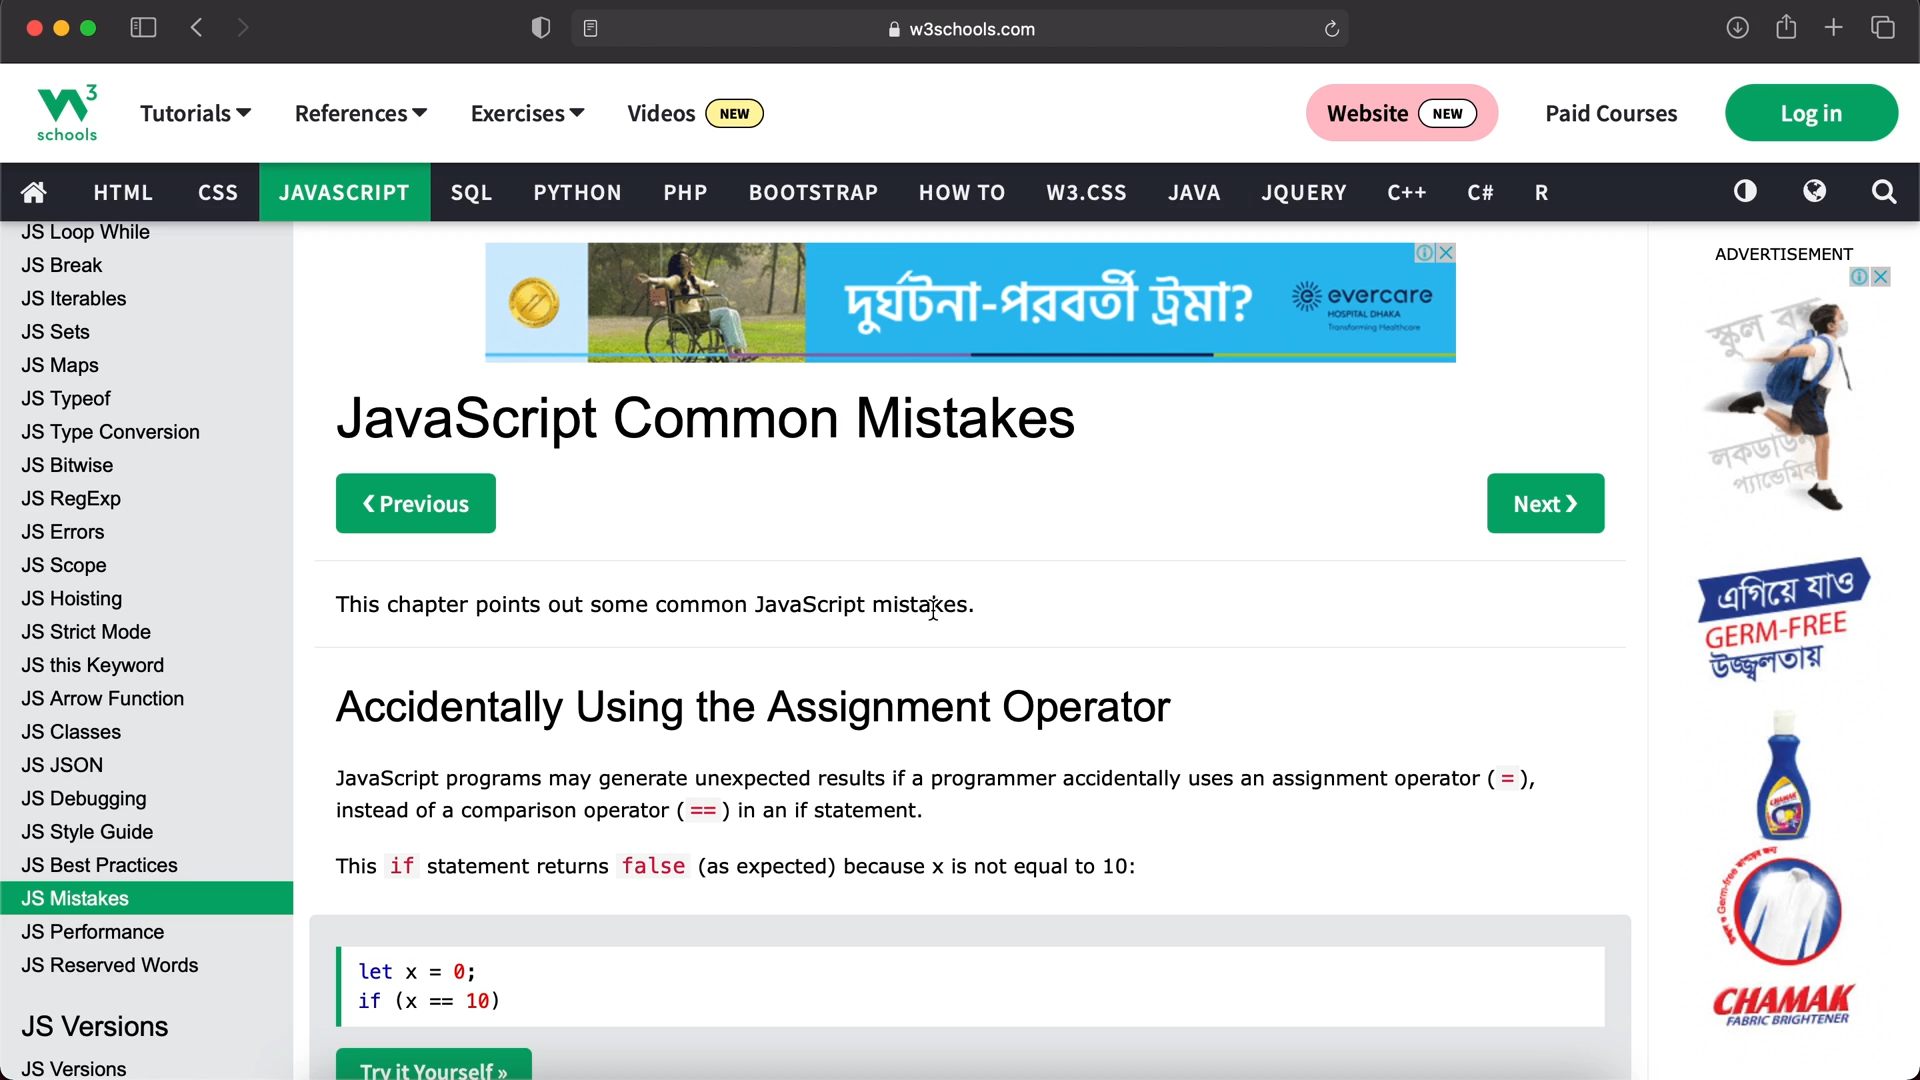 w3schools.com
W3
schools
Tutorials
References
Exercises
Videos NEW
Website NEW
Paid Courses
Log in
HTML CSS JAVASCRIPT SQL PYTHON PHP BOOTSTRAP HOW TO W3.CSS JAVA JQUERY C++ C# R
JS Loop While
JS Break
JS Iterables
JS Sets
JS Maps
JS Typeof
JS Type Conversion
JS Bitwise
JS RegExp
JS Errors
JS Scope
JS Hoisting
JS Strict Mode
JS this Keyword
JS Arrow Function
JS Classes
JS JSON
JS Debugging
JS Style Guide
JS Best Practices
JS Mistakes
JS Performance
JS Reserved Words
JS Versions
JS Versions
দুর্ঘটনা-পরবর্তী ট্রমা?
evercare
HOSPITAL DHAKA
Transforming Healthcare
JavaScript Common Mistakes
❮ Previous
Next ❯
This chapter points out some common JavaScript mistakes.
Accidentally Using the Assignment Operator
JavaScript programs may generate unexpected results if a programmer accidentally uses an assignment operator (=),
instead of a comparison operator (==) in an if statement.
This if statement returns false (as expected) because x is not equal to 10:
let x = 0;
if (x == 10)
Try it Yourself »
ADVERTISEMENT
স্কুল
এগিয়ে যাও
GERM-FREE
উজ্জ্বলতায়
CHAMAK
CHAMAK
FABRIC BRIGHTENER